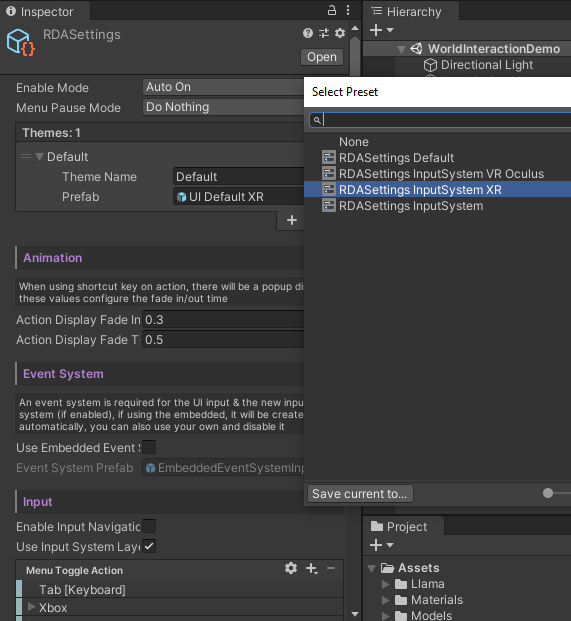 Inspector
RDASettings
Open
Enable Mode
Auto On
Menu Pause Mode
Do Nothing
Themes: 1
Default
Theme Name
Default
Prefab
UI Default XR
Animation
When using shortcut key on action, there will be a popup di
these values configure the fade in/out time
Action Display Fade In
0.3
Action Display Fade T
0.5
Event System
An event system is required for the UI input & the new inpu
system (if enabled), if using the embedded, it will be create
automatically, you can also use your own and disable it
Use Embedded Event S
Event System Prefab
EmbeddedEventSystemInp
Input
Enable Input Navigatio
Use Input System Laye
Menu Toggle Action
Tab [Keyboard]
Xbox
Hierarchy
WorldInteractionDemo
Directional Light
Select Preset
None
RDASettings Default
RDASettings InputSystem VR Oculus
RDASettings InputSystem XR
RDASettings InputSystem
Save current to...
Project
Assets
Llama
Materials
Models